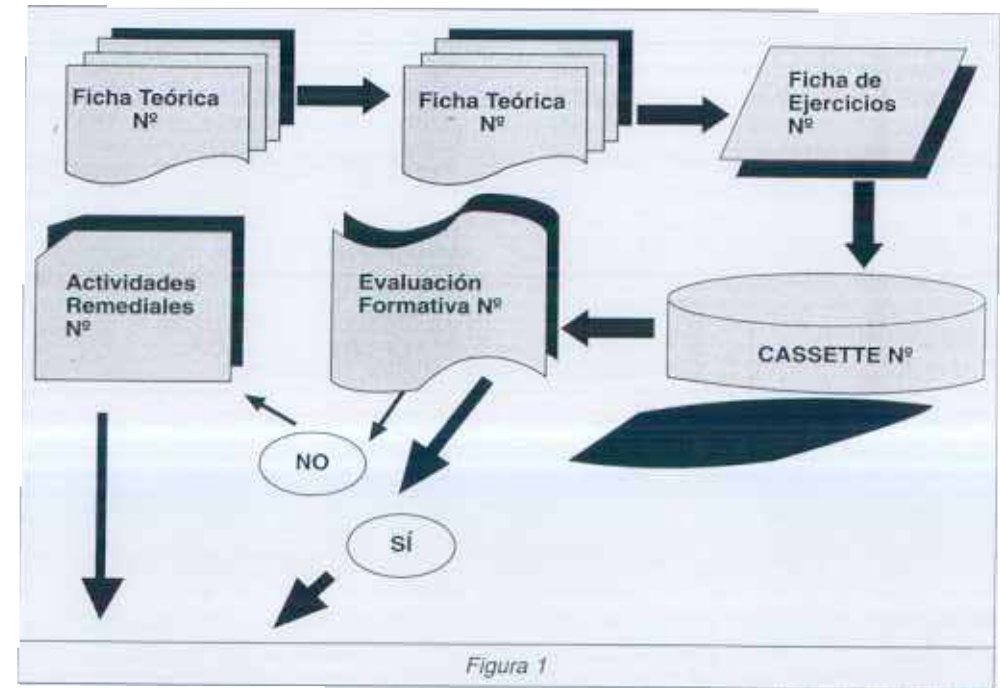 Ficha Teórica
Nº
Ficha Teórica
Nº
Ficha de
Ejercicios
Nº
Actividades
Remediales
Nº
Evaluación
Formativa Nº
CASSETTE Nº
NO
SÍ
Figura 1